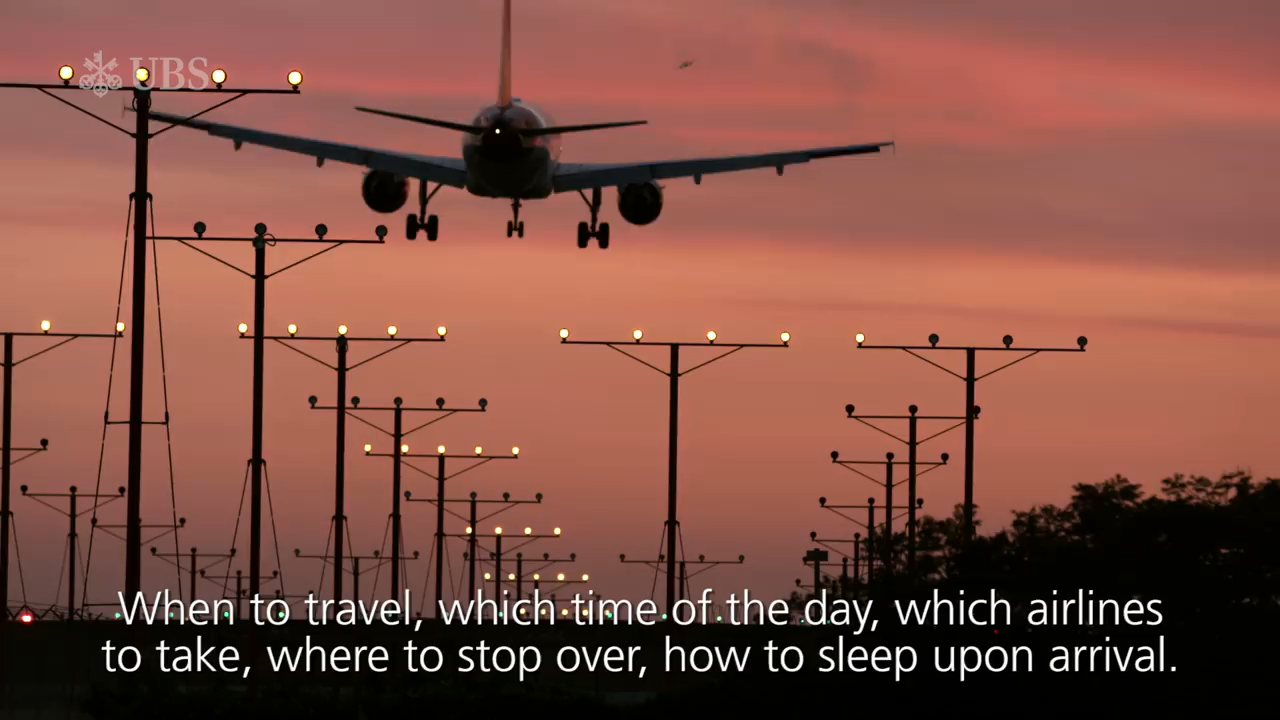 UBS
When to travel, which time of the day, which airlines
to take, where to stop over, how to sleep upon arrival.